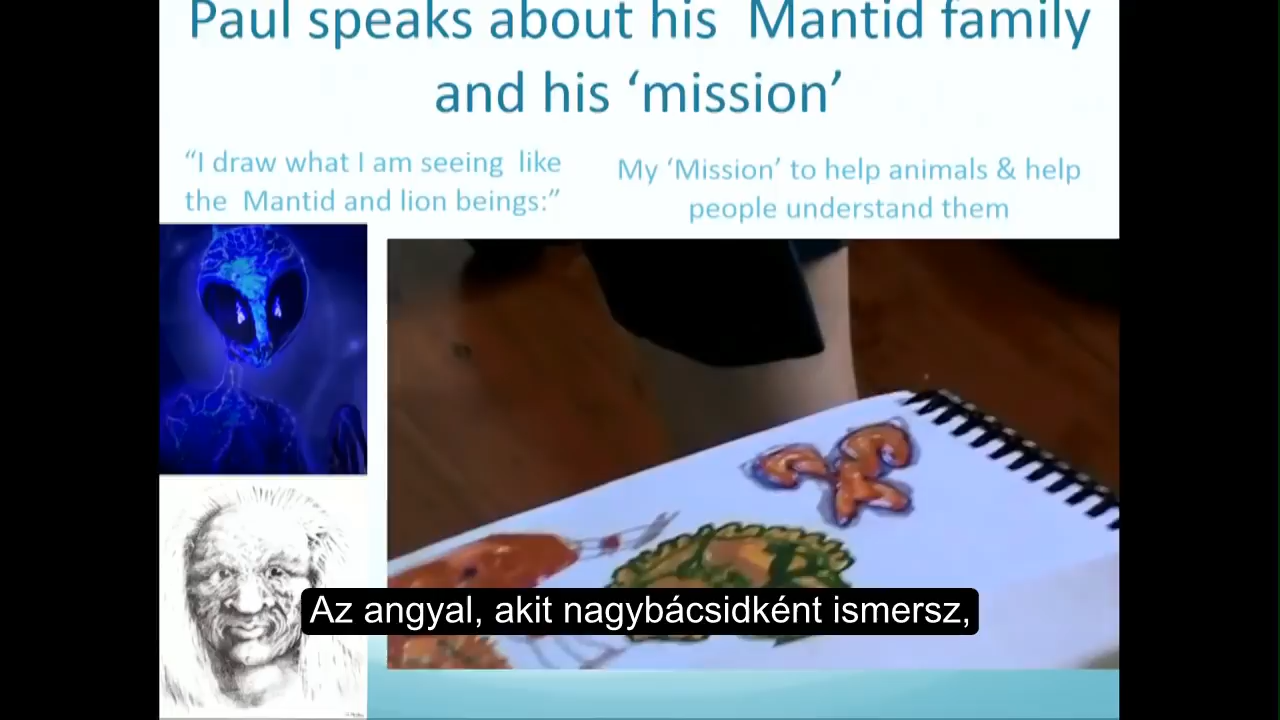 Paul speaks about his Mantid family
and his ‘mission’
“I draw what I am seeing like
the Mantid and lion beings:”
My ‘Mission’ to help animals & help
people understand them
Az angyal, akit nagybácsidként ismersz,